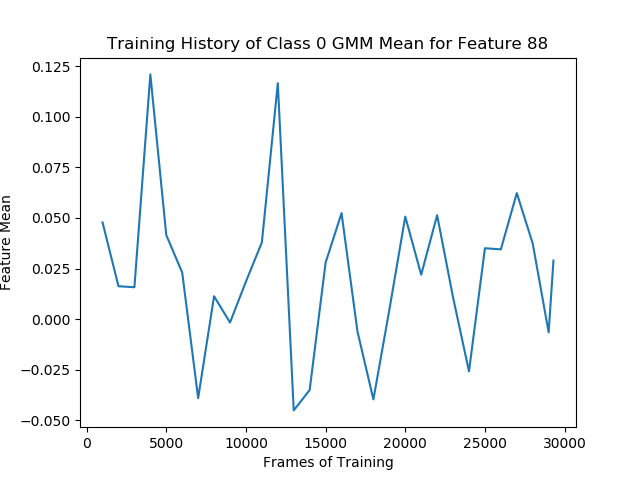 Training History of Class 0 GMM Mean for Feature 88
0.125
0.100
0.075
0.050
0.025
0.000
−0.025
−0.050
Feature Mean
0 5000 10000 15000 20000 25000 30000
Frames of Training